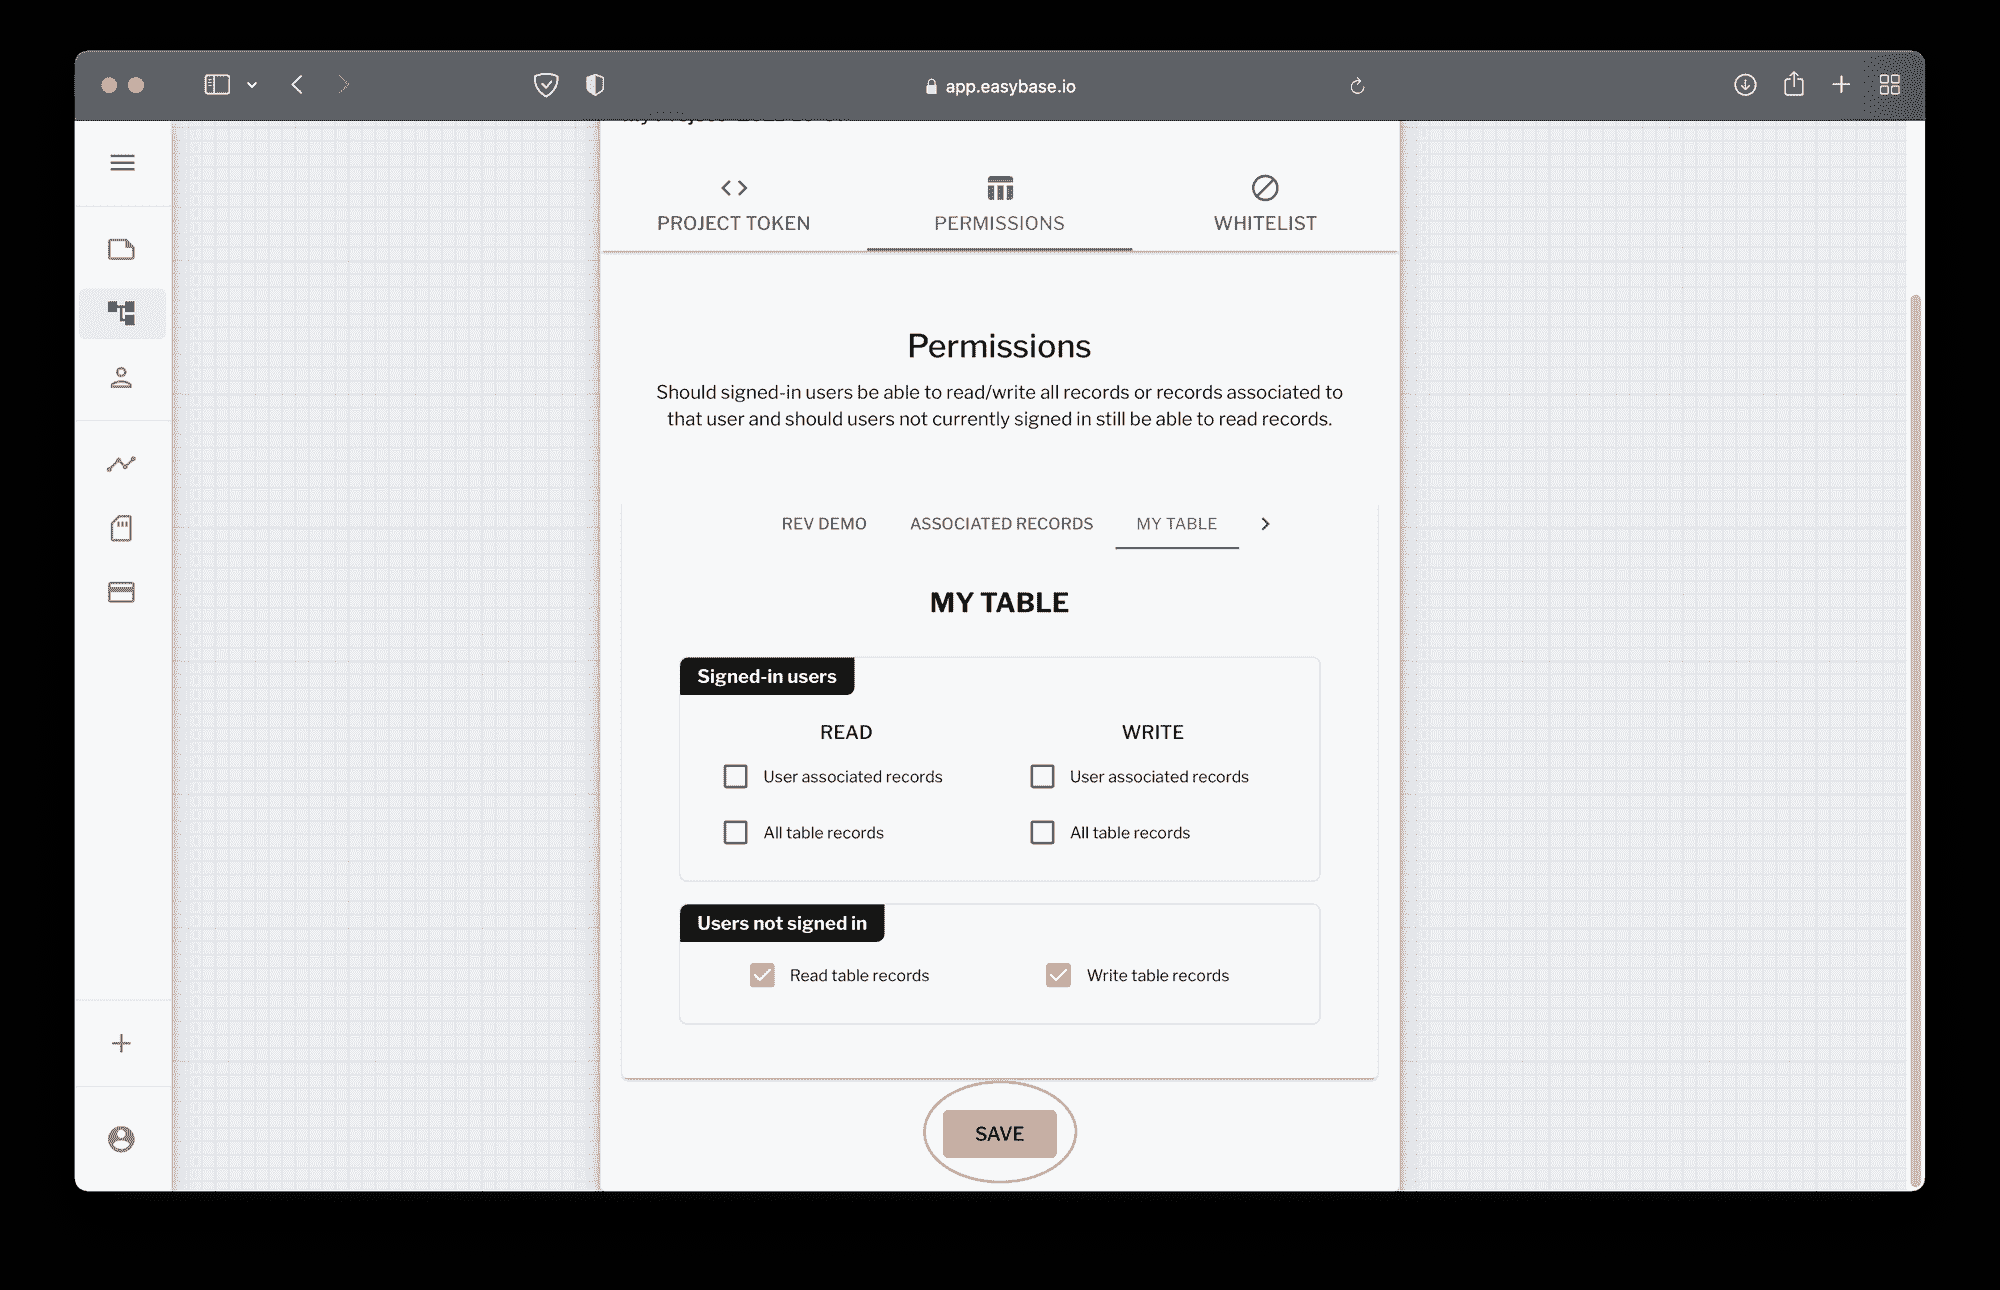 app.easybase.io
PROJECT TOKEN
PERMISSIONS
WHITELIST
Permissions
Should signed-in users be able to read/write all records or records associated to
that user and should users not currently signed in still be able to read records.
REV DEMO
ASSOCIATED RECORDS
MY TABLE
MY TABLE
Signed-in users
READ
WRITE
User associated records
User associated records
All table records
All table records
Users not signed in
Read table records
Write table records
SAVE